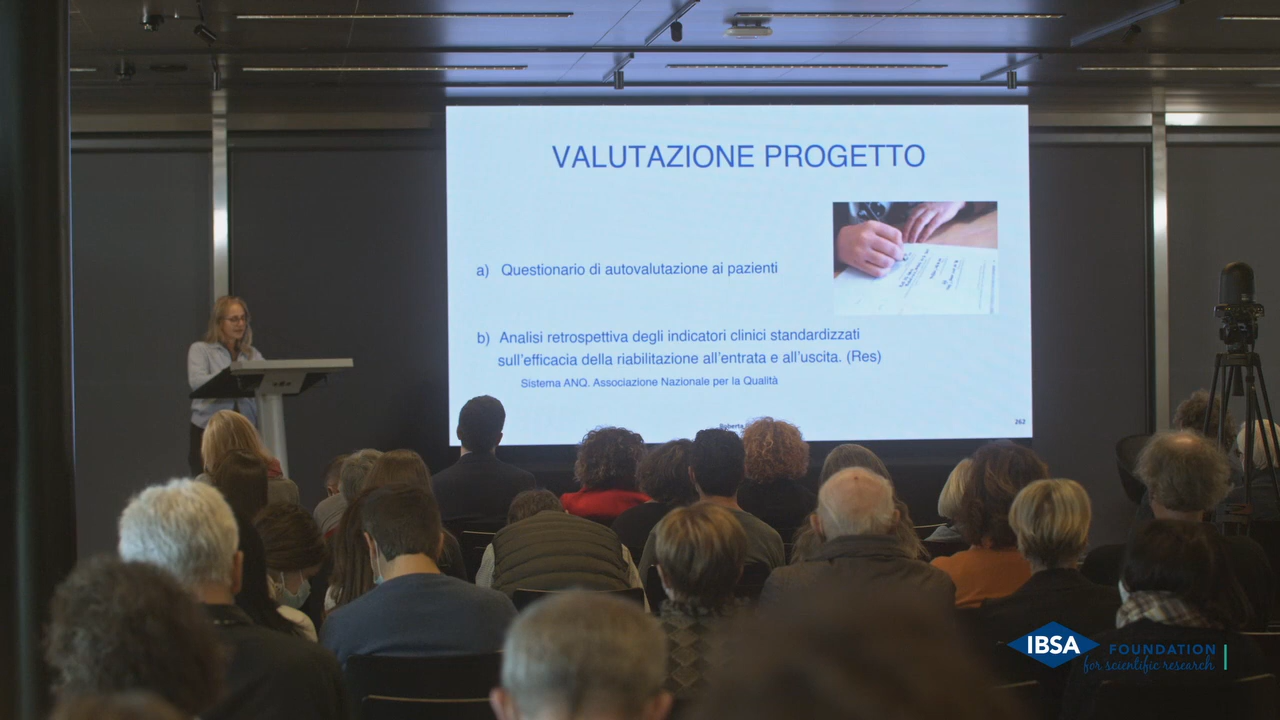 VALUTAZIONE PROGETTO
a) Questionario di autovalutazione ai pazienti
b) Analisi retrospettiva degli indicatori clinici standardizzati
sull'efficacia della riabilitazione all'entrata e all'uscita. (Res)
Sistema ANQ. Associazione Nazionale per la Qualità
Roberta
262
IBSA FOUNDATION
for scientific research